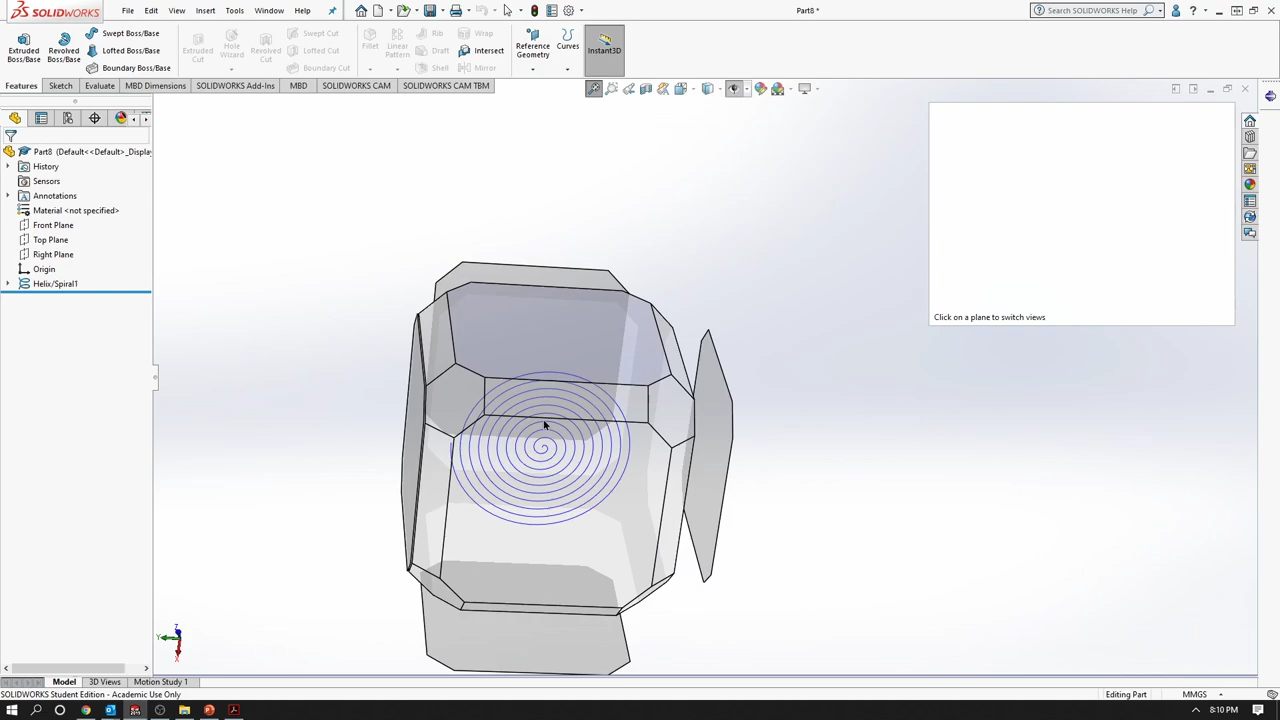 SOLIDWORKS File Edit View Insert Tools Window Help Part8 * Search SOLIDWORKS Help
Extruded Boss/Base
Revolved Boss/Base
Swept Boss/Base
Lofted Boss/Base
Boundary Boss/Base
Extruded Cut
Hole Wizard
Revolved Cut
Swept Cut
Lofted Cut
Boundary Cut
Fillet
Linear Pattern
Rib
Draft
Shell
Wrap
Intersect
Mirror
Reference Geometry
Curves
Instant3D
Features Sketch Evaluate MBD Dimensions SOLIDWORKS Add-Ins MBD SOLIDWORKS CAM SOLIDWORKS CAM TBM
Part8 (Default<<Default>_Display
History
Sensors
Annotations
Material <not specified>
Front Plane
Top Plane
Right Plane
Origin
Helix/Spiral1
Click on a plane to switch views
Z
Y
X
Model 3D Views Motion Study 1
SOLIDWORKS Student Edition - Academic Use Only Editing Part MMGS
8:10 PM